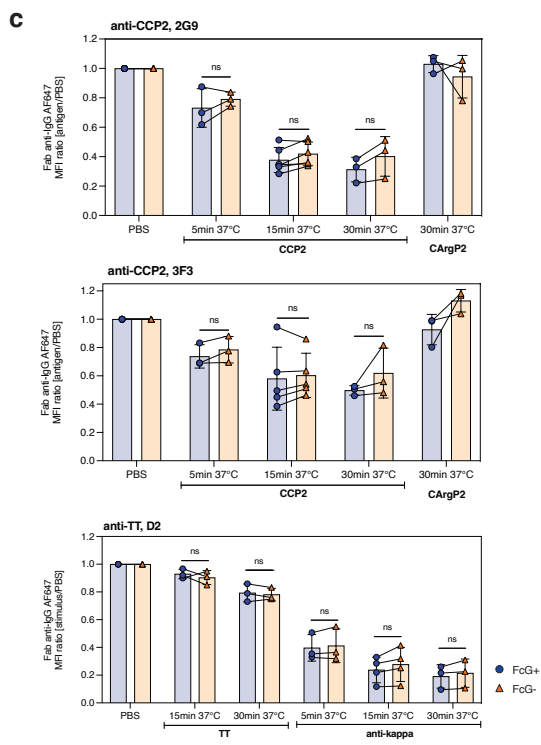 C
anti-CCP2, 2G9
Fab anti-IgG AF647
MFI ratio [antigen/PBS]
1.2
1.0
0.8
0.6
0.4
0.2
0.0
ns
ns
ns
PBS
5min 37°C
15min 37°C
30min 37°C
30min 37°C
CCP2
CArgP2
anti-CCP2, 3F3
Fab anti-IgG AF647
MFI ratio [antigen/PBS]
1.2
1.0
0.8
0.6
0.4
0.2
0.0
ns
ns
ns
PBS
5min 37°C
15min 37°C
30min 37°C
30min 37°C
CCP2
CArgP2
anti-TT, D2
Fab anti-IgG AF647
MFI ratio [stimulus/PBS]
1.2
1.0
0.8
0.6
0.4
0.2
0.0
ns
ns
ns
ns
ns
PBS
15min 37°C
30min 37°C
5min 37°C
15min 37°C
30min 37°C
TT
anti-kappa
FcG+
FcG-